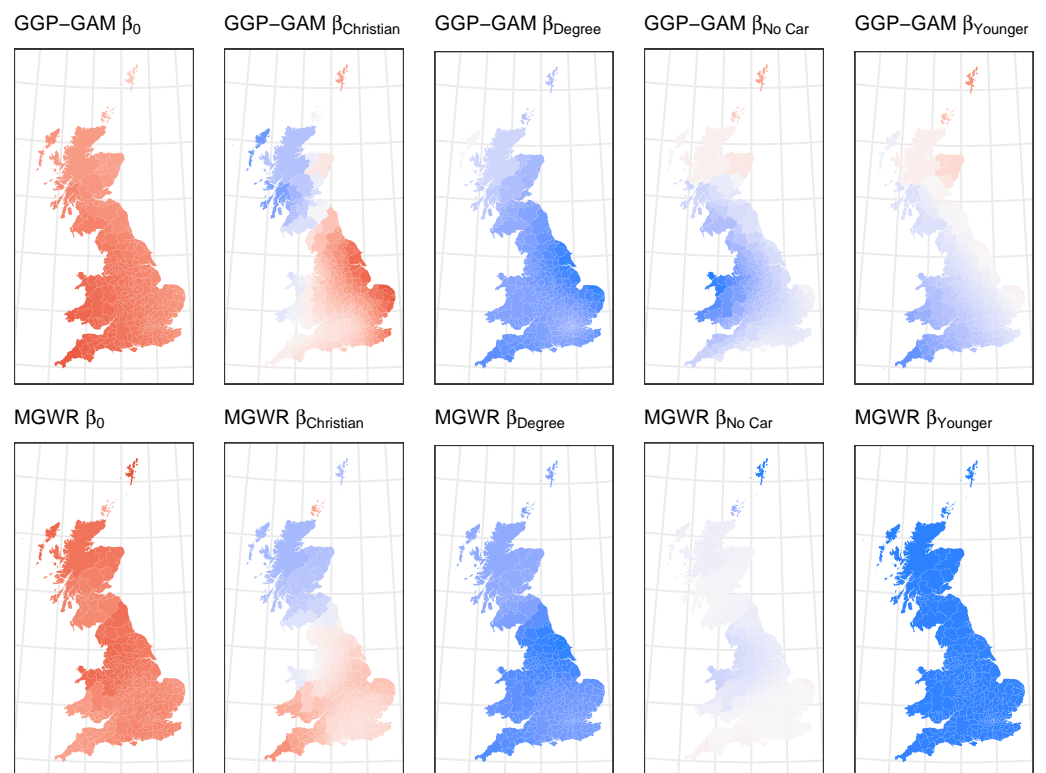 GGP−GAM β0
GGP−GAM βChristian
GGP−GAM βDegree
GGP−GAM βNo Car
GGP−GAM βYounger
MGWR β0
MGWR βChristian
MGWR βDegree
MGWR βNo Car
MGWR βYounger